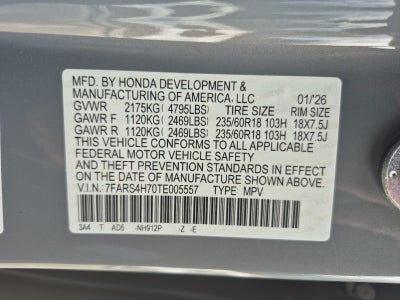 MFD. BY HONDA DEVELOPMENT &
MANUFACTURING OF AMERICA, LLC 01/26
GVWR 2175KG (4795LBS) TIRE SIZE RIM SIZE
GAWR F 1120KG (2469LBS) 235/60R18 103H 18X7.5J
GAWR R 1120KG (2469LBS) 235/60R18 103H 18X7.5J
THIS VEHICLE CONFORMS TO ALL APPLICABLE
FEDERAL MOTOR VEHICLE SAFETY, BUMPER, AND
THEFT PREVENTION STANDARDS IN EFFECT
ON THE DATE OF MANUFACTURE SHOWN ABOVE.
V.I.N.: 7FARS4H70TE005557 TYPE: MPV
3A4 T AD5 -NH912P -Z -E